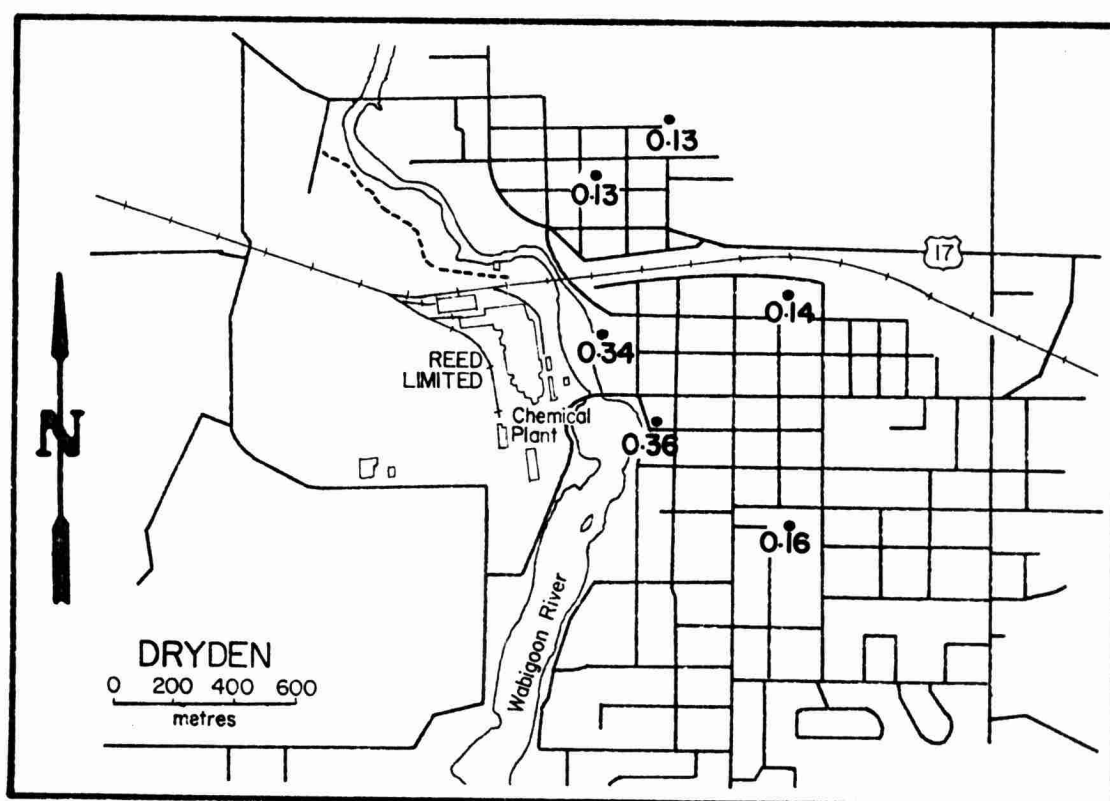 0·13
0·13
17
0·14
0·34
REED
LIMITED
Chemical
Plant
0·36
N
0·16
Wabigoon River
DRYDEN
0 200 400 600
metres